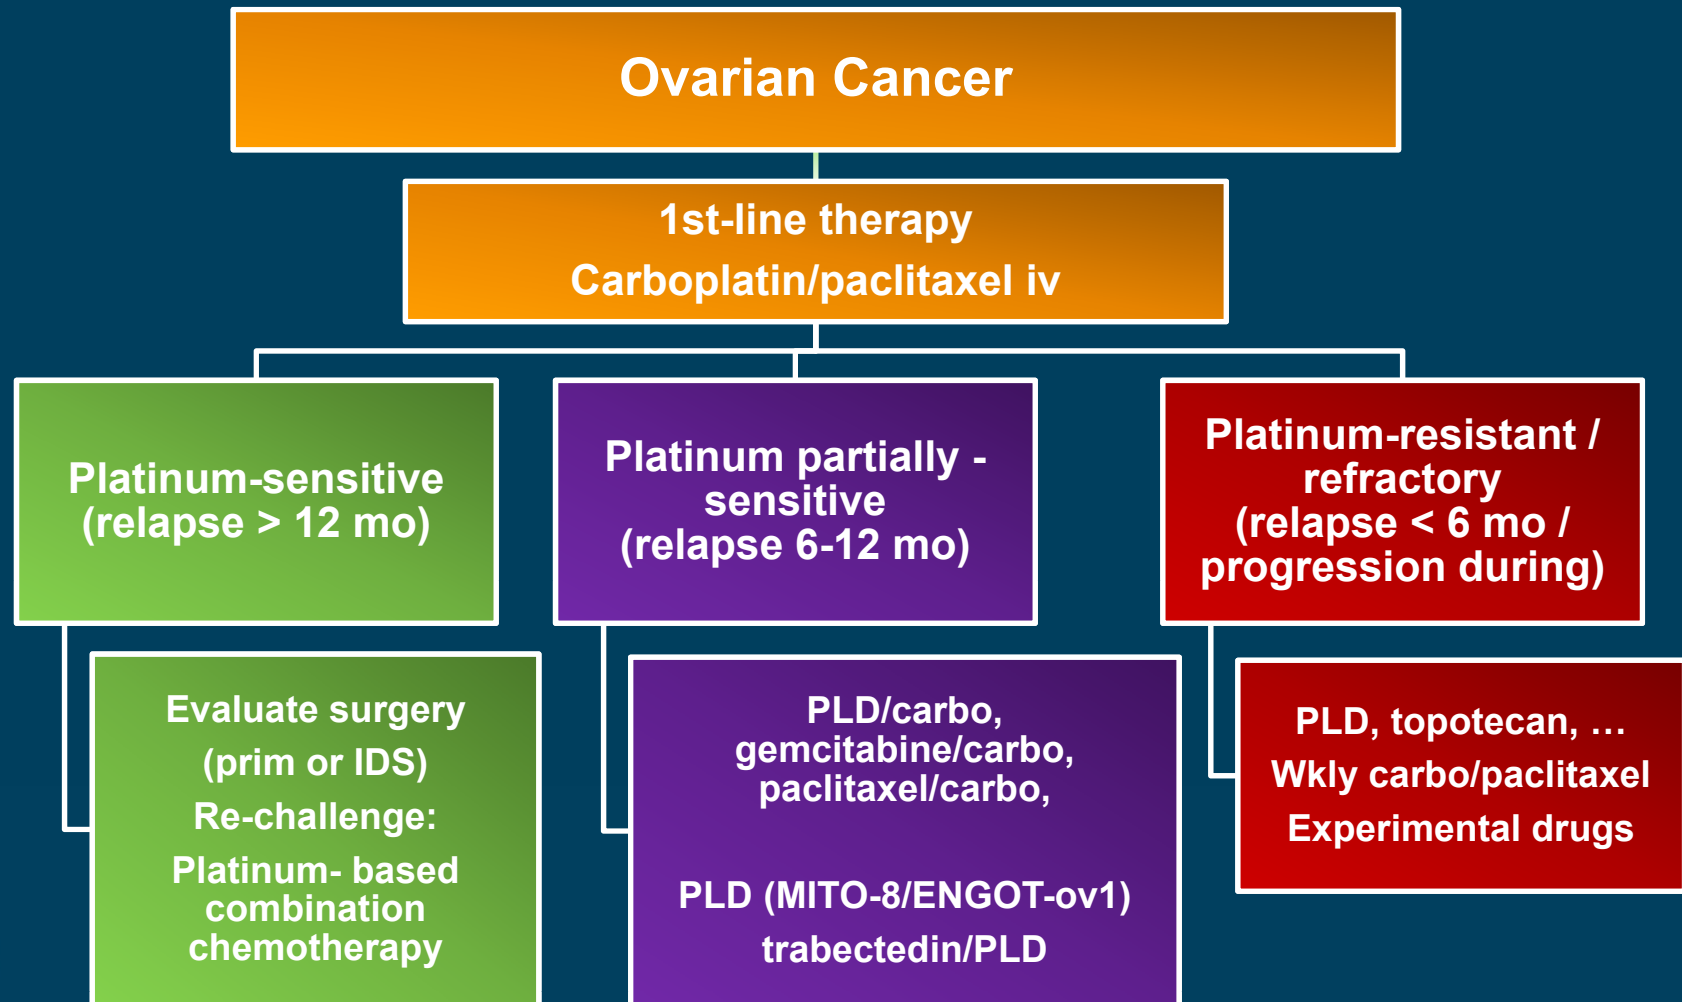 Ovarian Cancer
1st-line therapy
Carboplatin/paclitaxel iv
Platinum-sensitive
(relapse > 12 mo)
Platinum partially -
sensitive
(relapse 6-12 mo)
Platinum-resistant /
refractory
(relapse < 6 mo /
progression during)
Evaluate surgery
(prim or IDS)
Re-challenge:
Platinum- based
combination
chemotherapy
PLD/carbo,
gemcitabine/carbo,
paclitaxel/carbo,
PLD (MITO-8/ENGOT-ov1)
trabectedin/PLD
PLD, topotecan, …
Wkly carbo/paclitaxel
Experimental drugs